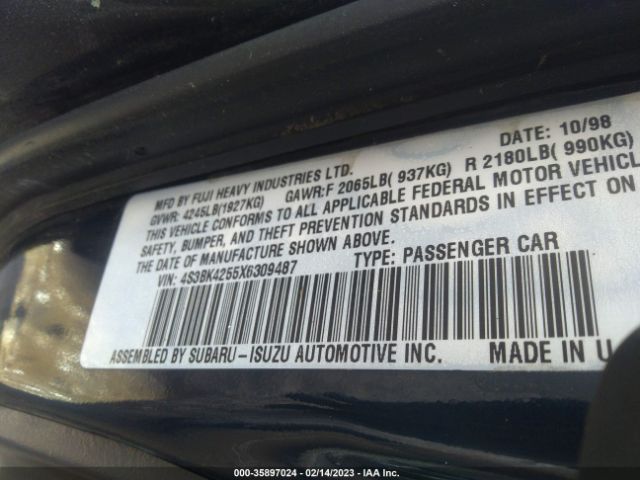 MFD BY FUJI HEAVY INDUSTRIES LTD. DATE: 10/98
GVWR: 4245LB(1927KG) GAWR:F 2065LB( 937KG) R 2180LB( 990KG)
THIS VEHICLE CONFORMS TO ALL APPLICABLE FEDERAL MOTOR VEHICL
SAFETY, BUMPER, AND THEFT PREVENTION STANDARDS IN EFFECT ON
THE DATE OF MANUFACTURE SHOWN ABOVE.
VIN: 4S3BK4255X6309487 TYPE: PASSENGER CAR
ASSEMBLED BY SUBARU-ISUZU AUTOMOTIVE INC. MADE IN U
000-35897024 - 02/14/2023 - IAA Inc.